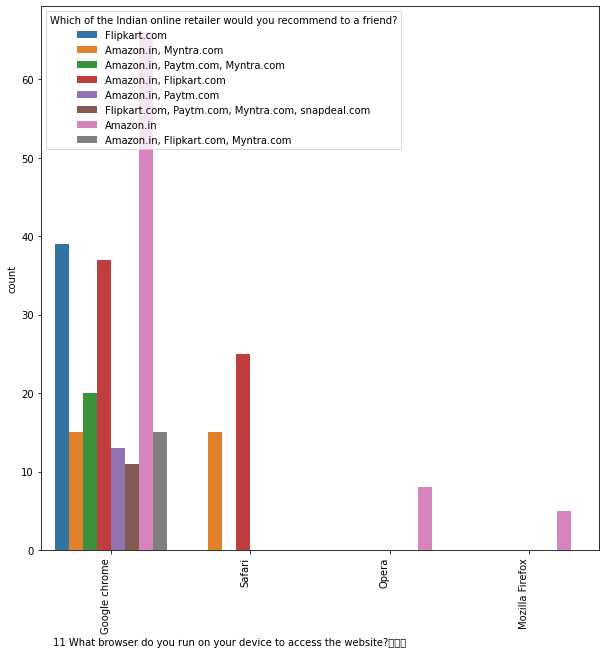 Which of the Indian online retailer would you recommend to a friend?
Flipkart.com
Amazon.in, Myntra.com
Amazon.in, Paytm.com, Myntra.com
Amazon.in, Flipkart.com
Amazon.in, Paytm.com
Flipkart.com, Paytm.com, Myntra.com, snapdeal.com
Amazon.in
Amazon.in, Flipkart.com, Myntra.com
60
50
40
30
20
10
0
count
Google chrome
Safari
Opera
Mozilla Firefox
11 What browser do you run on your device to access the website?